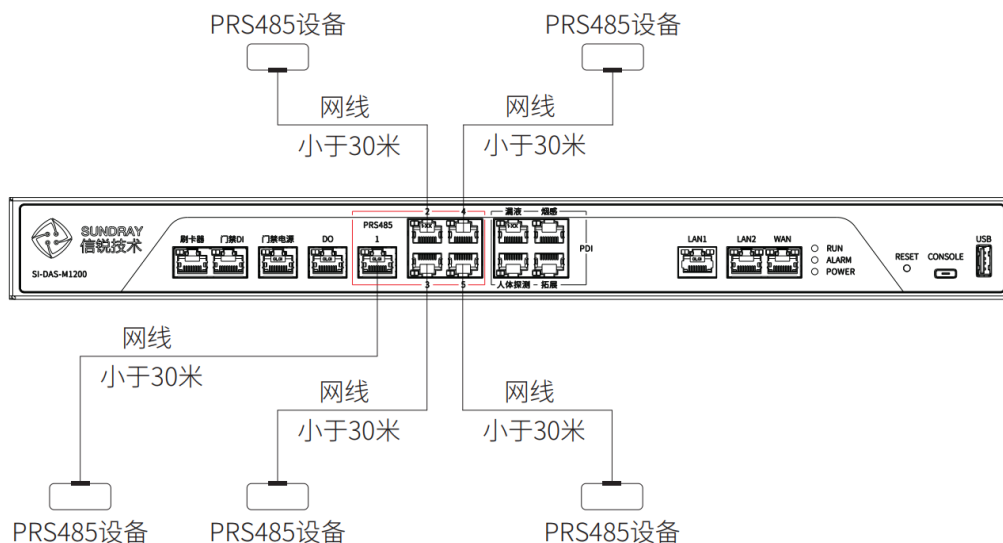 PRS485设备
PRS485设备
网线
小于30米
网线
小于30米
SUNDRAY
信锐技术
SI-DAS-M1200
刷卡器
门禁DI
门禁电源
DO
PRS485
1
2
4
3
5
漏液
烟感
人体探测
拓展
PDI
LAN1
LAN2
WAN
RUN
ALARM
POWER
RESET
CONSOLE
USB
网线
小于30米
网线
小于30米
网线
小于30米
PRS485设备
PRS485设备
PRS485设备